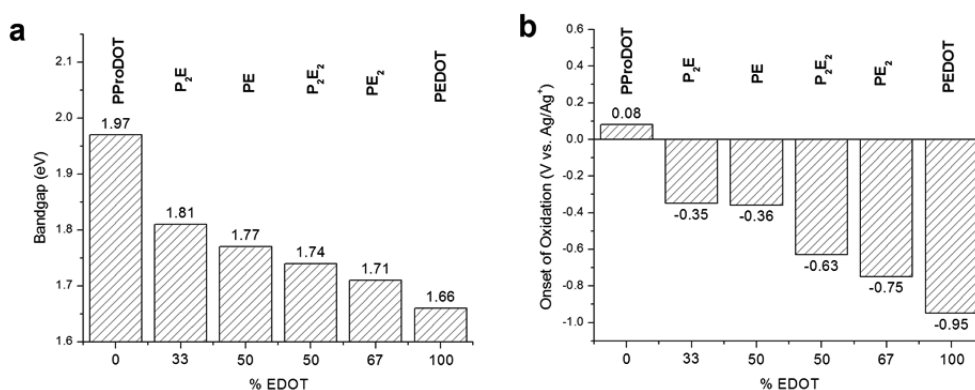 a
Bandgap (eV)
2.1
2.0
1.9
1.8
1.7
1.6
PProDOT
P₂E
PE
P₂E₂
PE₂
PEDOT
1.97
1.81
1.77
1.74
1.71
1.66
0 33 50 50 67 100
% EDOT
b
Onset of Oxidation (V vs. Ag/Ag⁺)
0.6
0.4
0.2
0.0
-0.2
-0.4
-0.6
-0.8
-1.0
PProDOT
P₂E
PE
P₂E₂
PE₂
PEDOT
0.08
-0.35
-0.36
-0.63
-0.75
-0.95
0 33 50 50 67 100
% EDOT